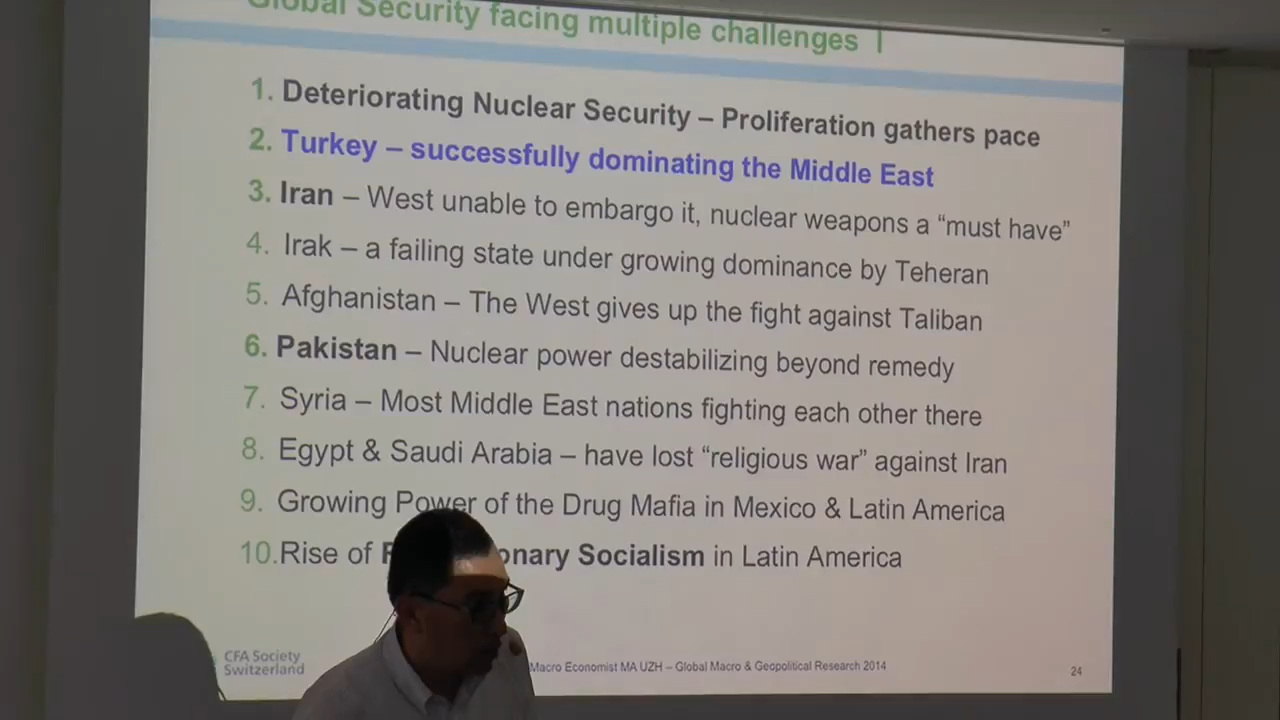 Global Security facing multiple challenges I
1. Deteriorating Nuclear Security – Proliferation gathers pace
2. Turkey – successfully dominating the Middle East
3. Iran – West unable to embargo it, nuclear weapons a “must have”
4. Irak – a failing state under growing dominance by Teheran
5. Afghanistan – The West gives up the fight against Taliban
6. Pakistan – Nuclear power destabilizing beyond remedy
7. Syria – Most Middle East nations fighting each other there
8. Egypt & Saudi Arabia – have lost “religious war” against Iran
9. Growing Power of the Drug Mafia in Mexico & Latin America
10.Rise of Socialism in Latin America
CFA Society
Switzerland
Macro Economist MA UZH – Global Macro & Geopolitical Research 2014
24